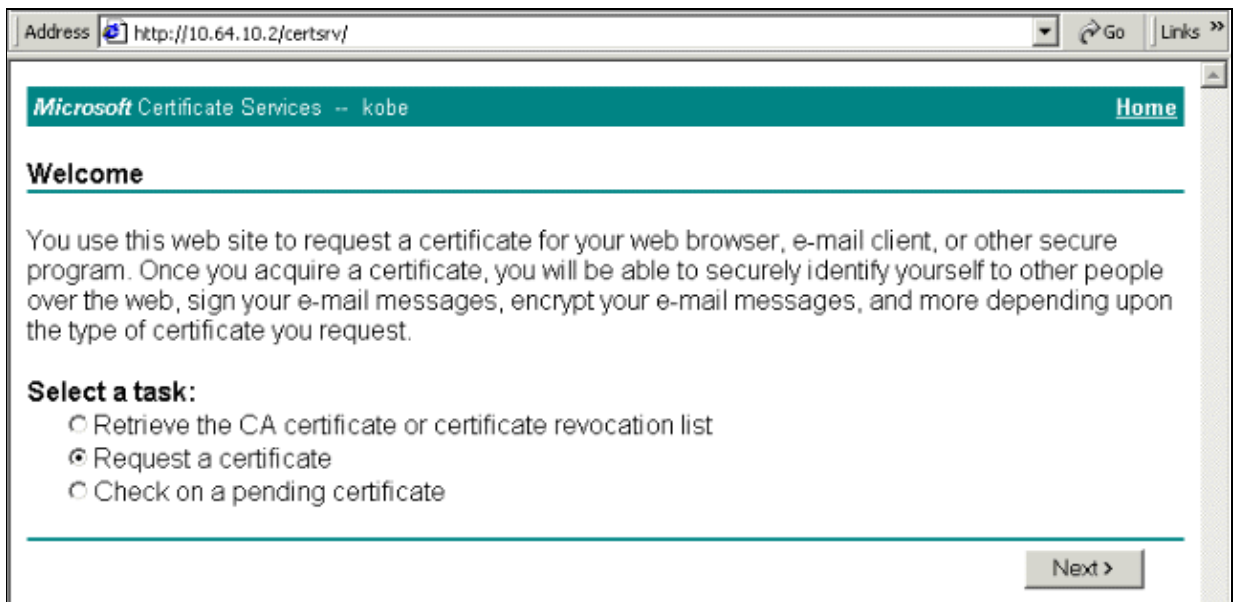 Address http://10.64.10.2/certsrv/ Go Links »
Microsoft Certificate Services -- kobe Home
Welcome
You use this web site to request a certificate for your web browser, e-mail client, or other secure
program. Once you acquire a certificate, you will be able to securely identify yourself to other people
over the web, sign your e-mail messages, encrypt your e-mail messages, and more depending upon
the type of certificate you request.
Select a task:
Retrieve the CA certificate or certificate revocation list
Request a certificate
Check on a pending certificate
Next >